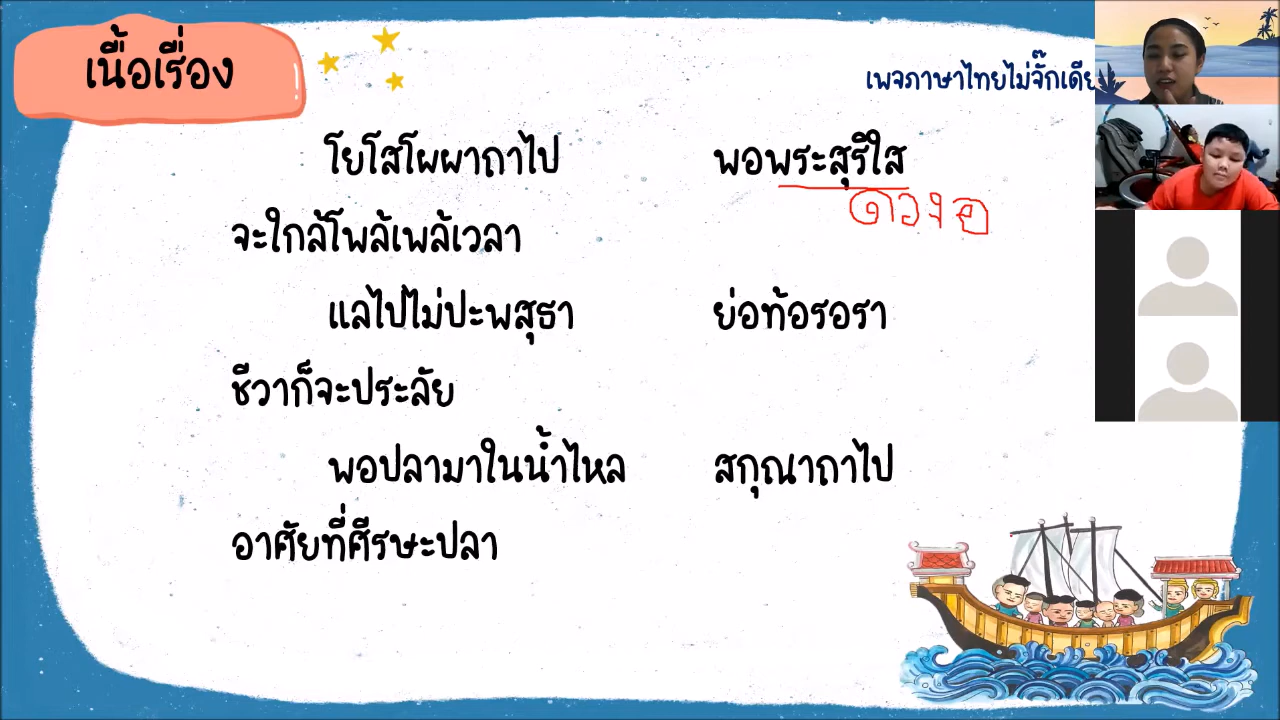 เนื้อเรื่อง
เพจภาษาไทยไม่จั๊กเดีย
โยโสโผผาถาไป พอพระสุริใส
ดวงอ
จะใกล้โพล้เพล้เวลา
แลไปไม่ปะพสุธา ย่อท้อรอรา
ชีวาก็จะประลัย
พอปลามาในน้ำไหล สกุณาถาไป
อาศัยที่ศีรษะปลา